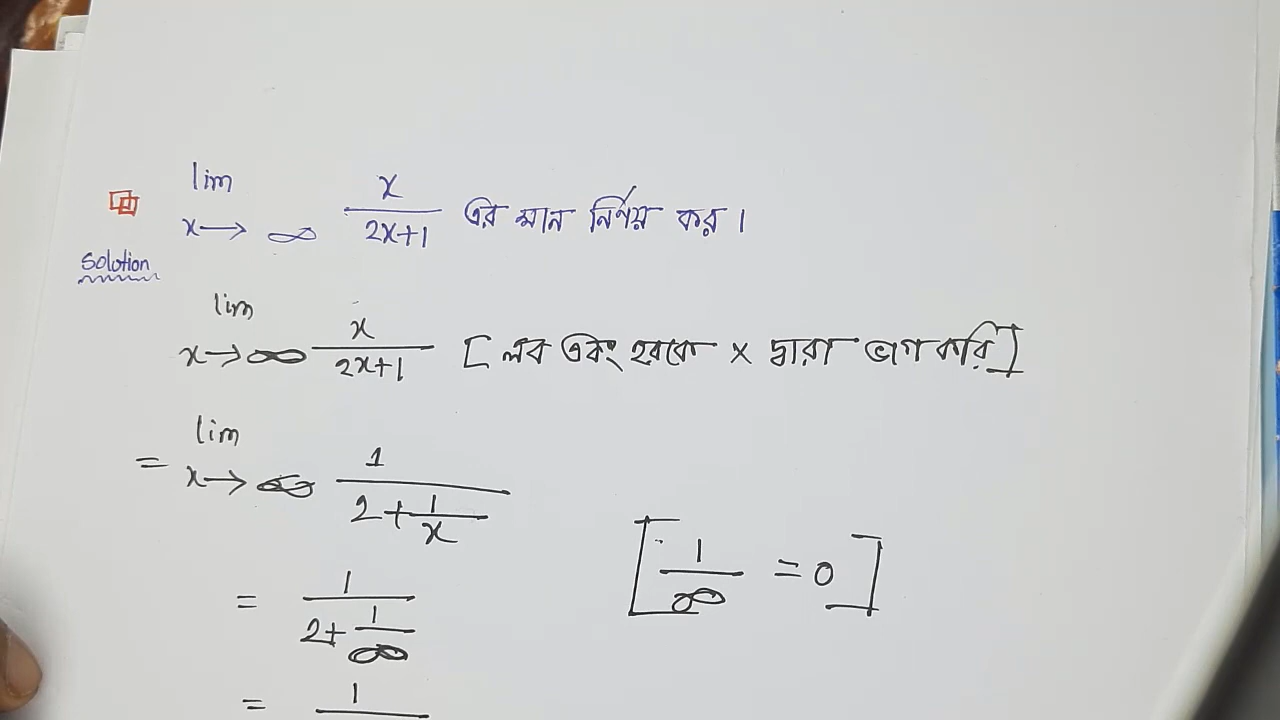 lim x→∞ x/(2x+1) এর মান নির্ণয় কর।
Solution
lim x→∞ x/(2x+1) [লব এবং হরকে x দ্বারা ভাগ করি]
= lim x→∞ 1/(2+1/x)
= 1/(2+1/∞) [1/∞ = 0]
= 1